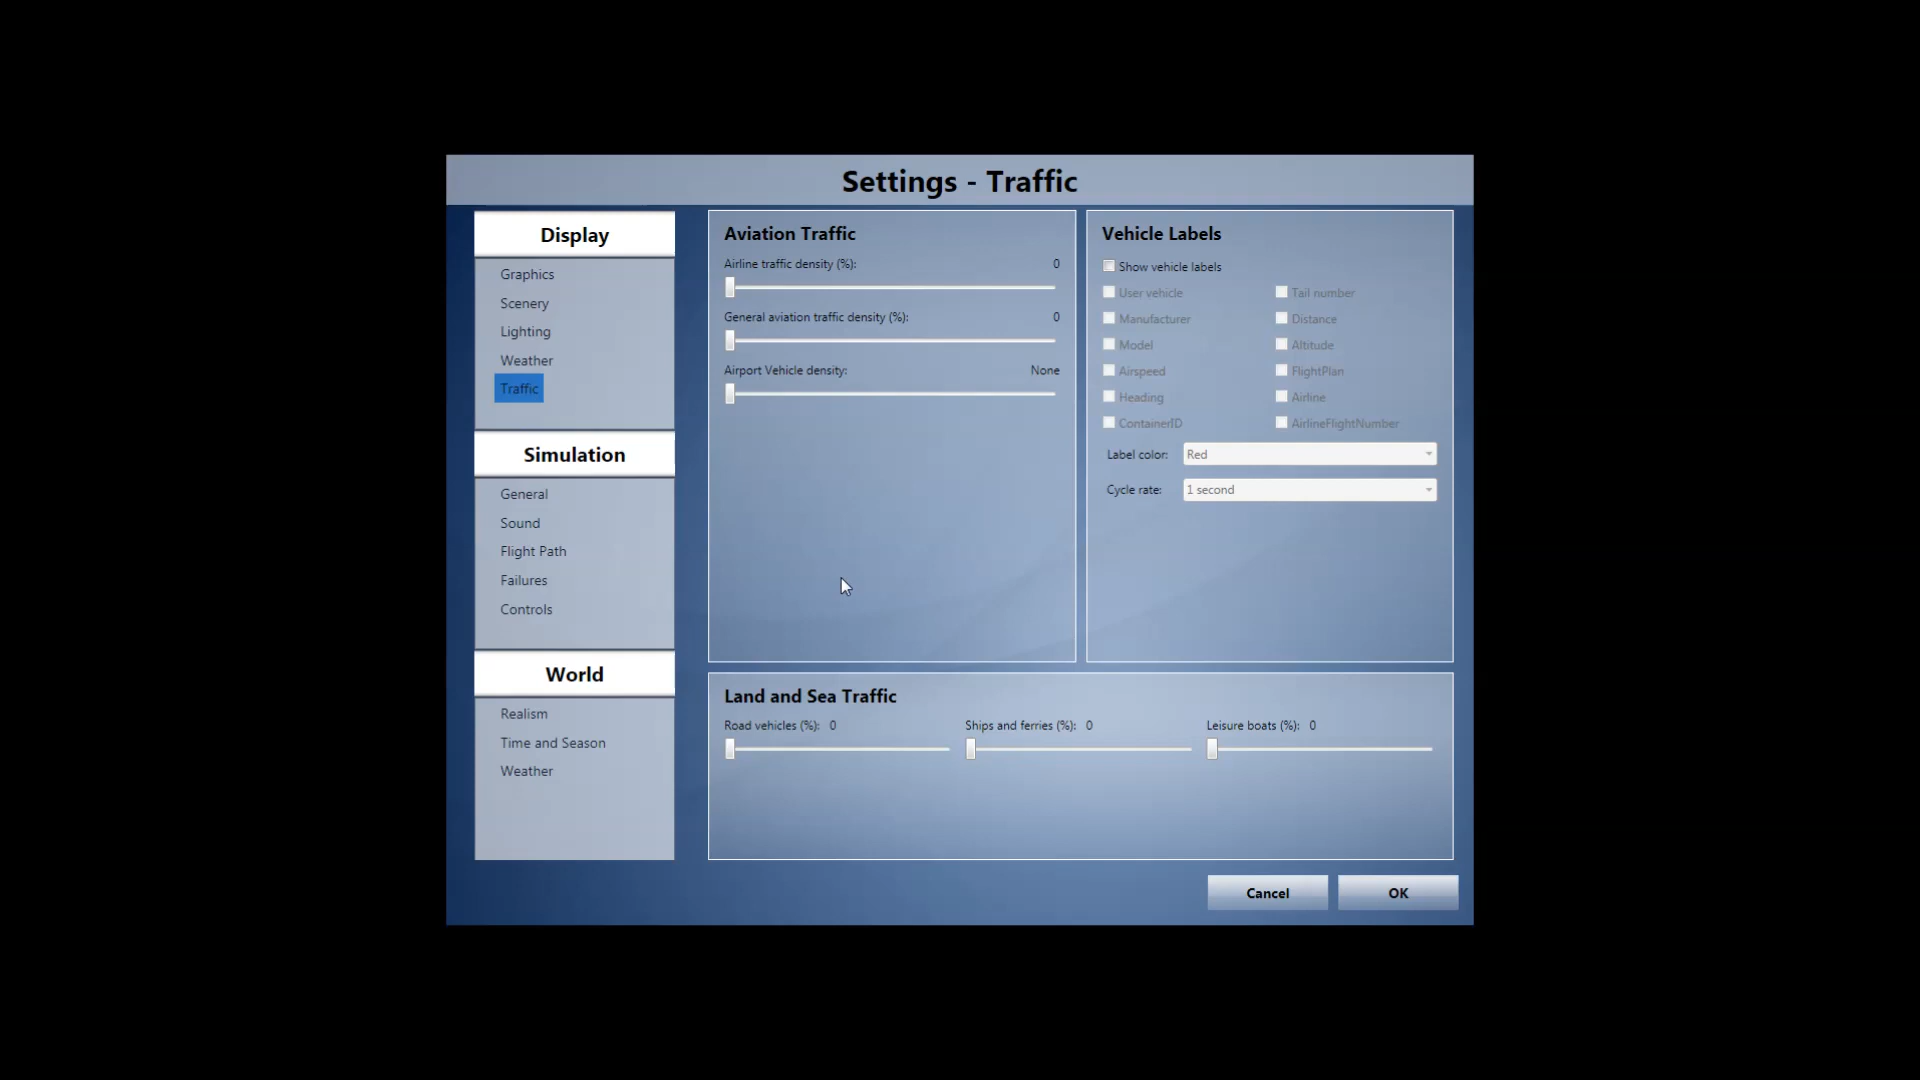 Settings - Traffic
Display
Graphics
Scenery
Lighting
Weather
Traffic
Simulation
General
Sound
Flight Path
Failures
Controls
World
Realism
Time and Season
Weather
Aviation Traffic
Airline traffic density (%): 0
General aviation traffic density (%): 0
Airport Vehicle density: None
Vehicle Labels
Show vehicle labels
User vehicle Tail number
Manufacturer Distance
Model Altitude
Airspeed FlightPlan
Heading Airline
ContainerID AirlineFlightNumber
Label color: Red
Cycle rate: 1 second
Land and Sea Traffic
Road vehicles (%): 0 Ships and ferries (%): 0 Leisure boats (%): 0
Cancel OK